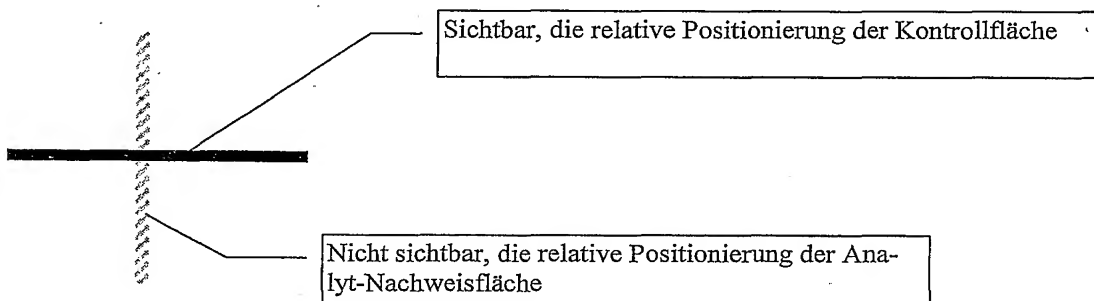 Sichtbar, die relative Positionierung der Kontrollfläche
Nicht sichtbar, die relative Positionierung der Ana-
lyt-Nachweisfläche